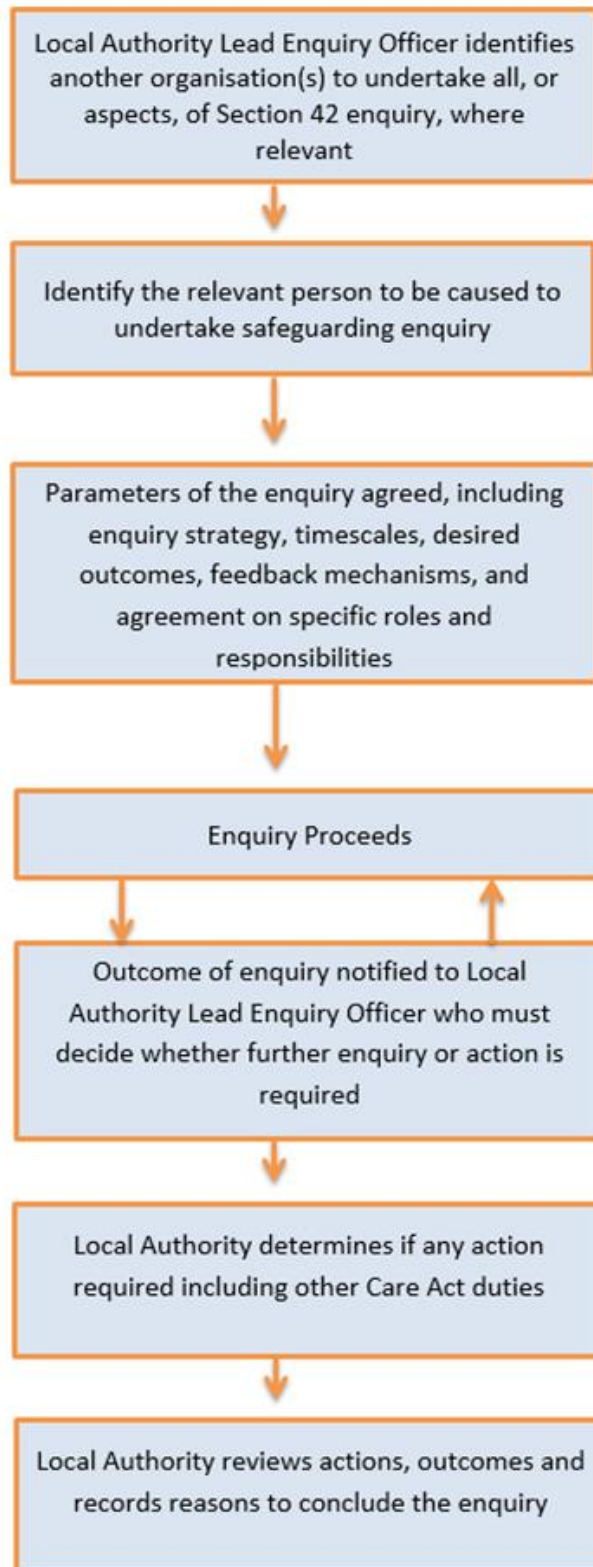 Local Authority Lead Enquiry Officer identifies
another organisation(s) to undertake all, or
aspects, of Section 42 enquiry, where
relevant
Identify the relevant person to be caused to
undertake safeguarding enquiry
Parameters of the enquiry agreed, including
enquiry strategy, timescales, desired
outcomes, feedback mechanisms, and
agreement on specific roles and
responsibilities
Enquiry Proceeds
Outcome of enquiry notified to Local
Authority Lead Enquiry Officer who must
decide whether further enquiry or action is
required
Local Authority determines if any action
required including other Care Act duties
Local Authority reviews actions, outcomes and
records reasons to conclude the enquiry